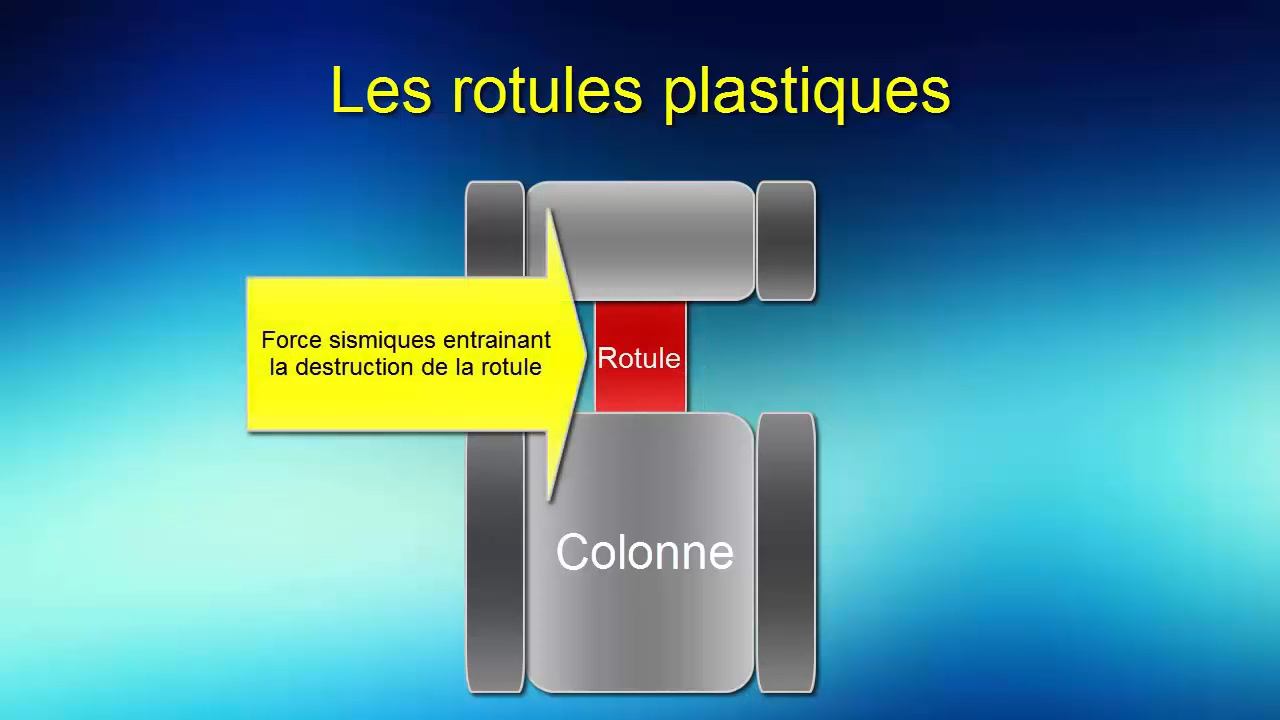 Les rotules plastiques
Force sismiques entrainant
la destruction de la rotule
Rotule
Colonne